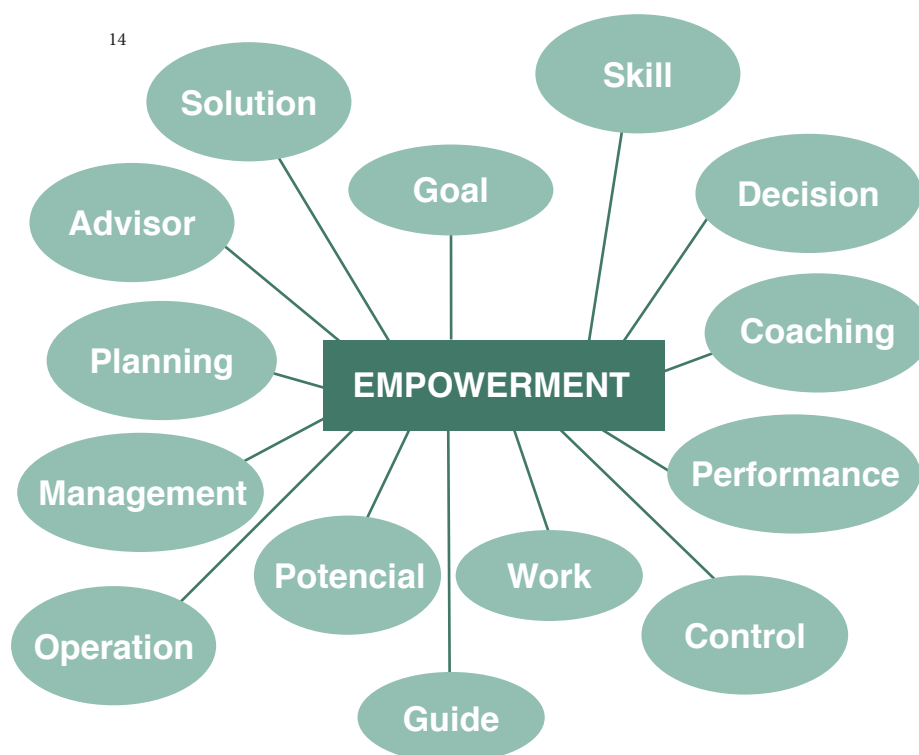 14
Skill
Solution
Goal
Decision
Advisor
Coaching
Planning
EMPOWERMENT
Performance
Management
Potencial
Work
Control
Operation
Guide